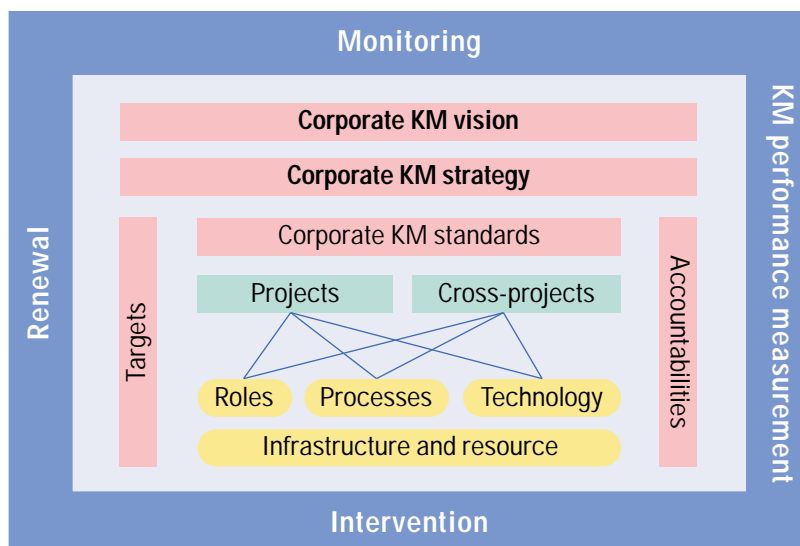 Monitoring
Corporate KM vision
Corporate KM strategy
Corporate KM standards
Projects
Cross-projects
Roles
Processes
Technology
Infrastructure and resource
Targets
Accountabilities
Renewal
KM performance measurement
Intervention